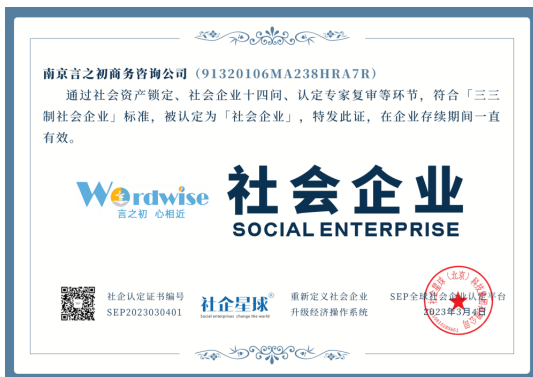 南京言之初商务咨询公司（91320106MA238HRA7R）
通过社会资产锁定、社会企业十四问、认定专家复审等环节，符合「三三
制社会企业」标准，被认定为「社会企业」，特发此证，在企业存续期间一直
有效。
Wordwise
言之初 心相近
社会企业
SOCIAL ENTERPRISE
社企认定证书编号
SEP2023030401
社企星球®
Social enterprises change the world
重新定义社会企业
升级经济操作系统
SEP全球社会企业认定平台
2023年3月4日